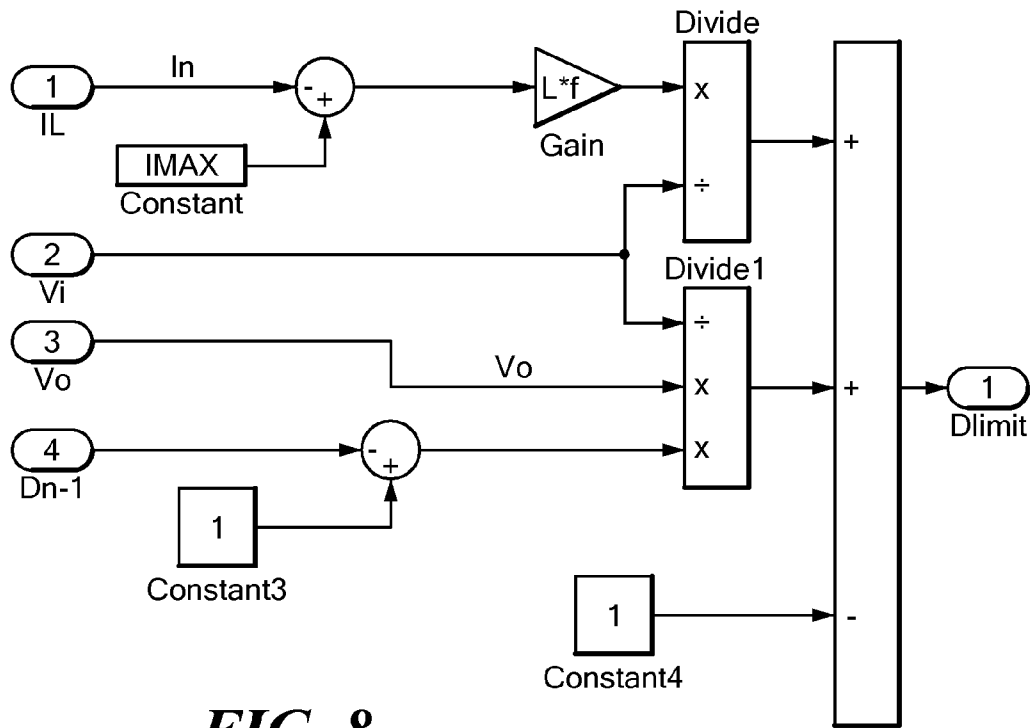 Divide
1
In
-
+
L*f
x
IL
Gain
+
IMAX
÷
Constant
2
Vi
Divide1
÷
3
Vo
Vo
x
+
1
Dlimit
4
-
+
x
Dn-1
1
Constant3
1
-
Constant4
FIG. 8